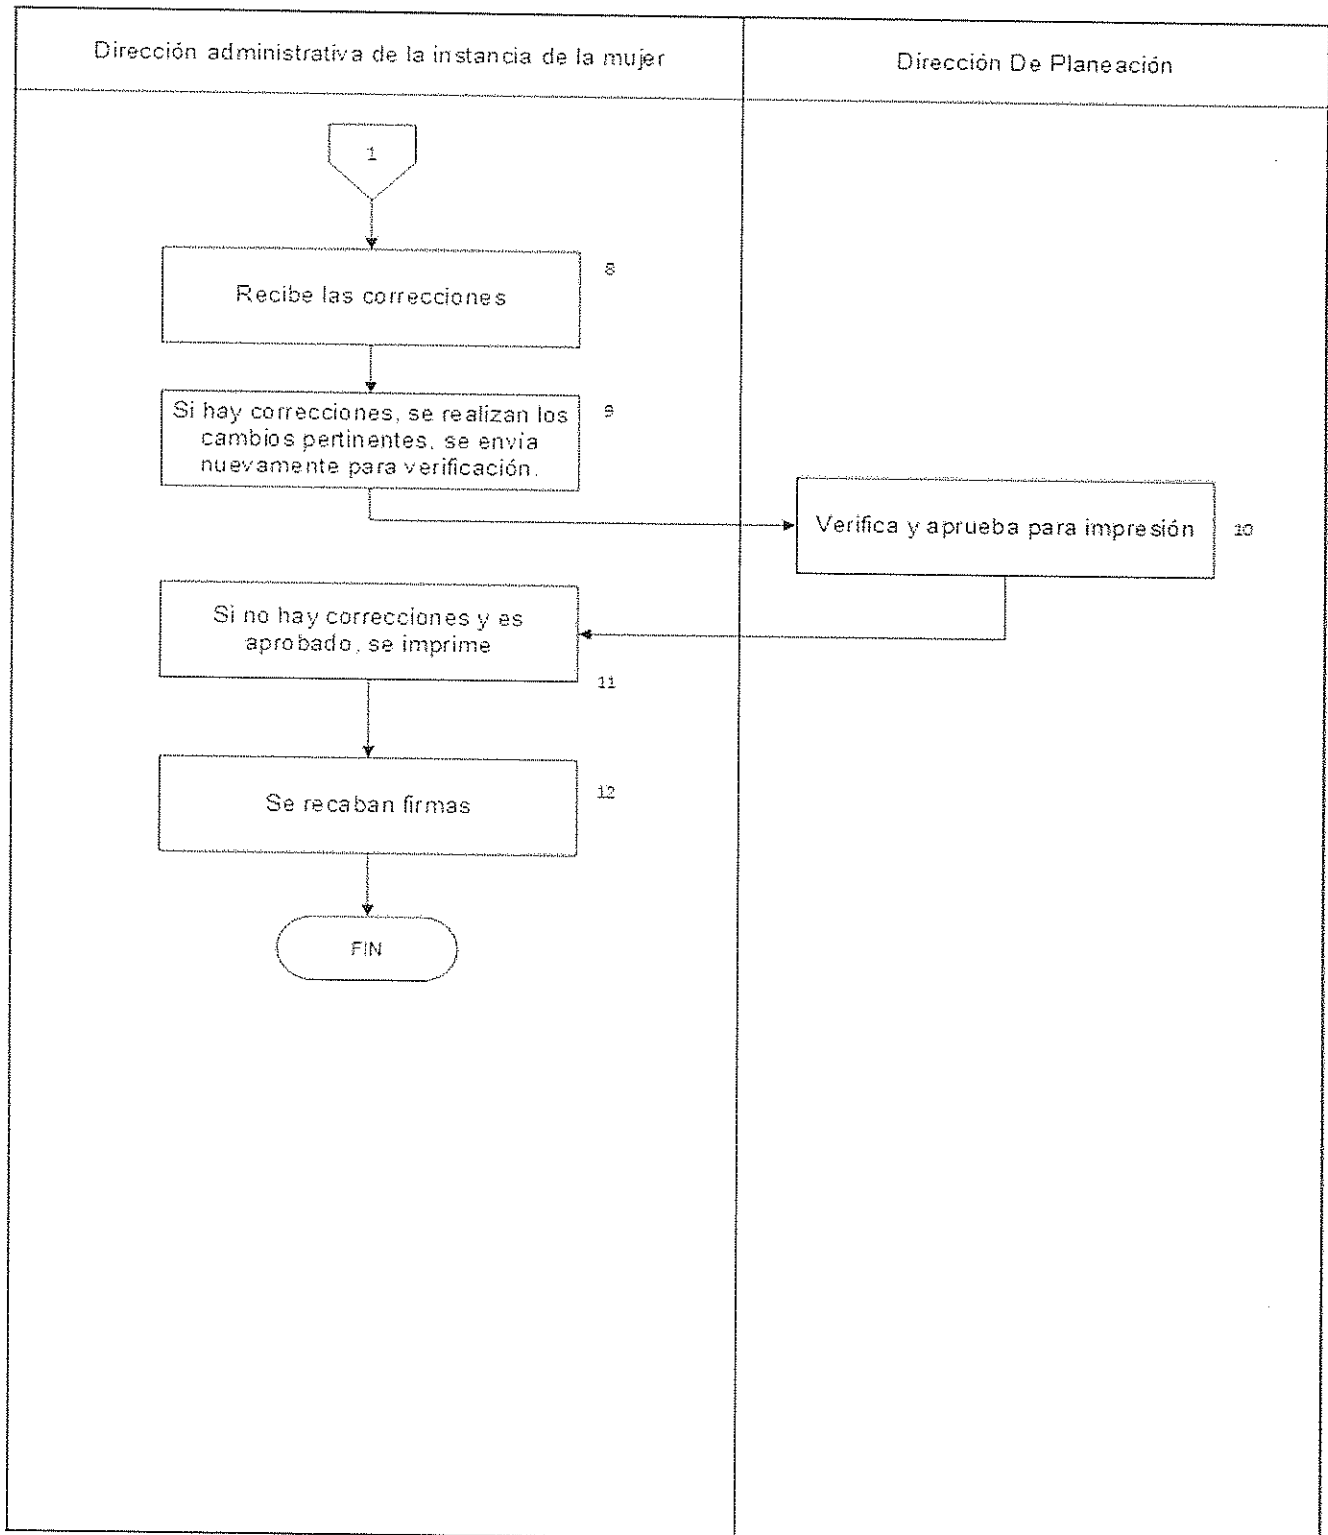 Dirección administrativa de la instancia de la mujer
Dirección De Planeación
1
8
Recibe las correcciones
9
Si hay correcciones, se realizan los
cambios pertinentes, se envia
nuevamente para verificación.
Verifica y aprueba para impresión
10
Si no hay correcciones y es
aprobado, se imprime
11
Se recaban firmas
12
FIN